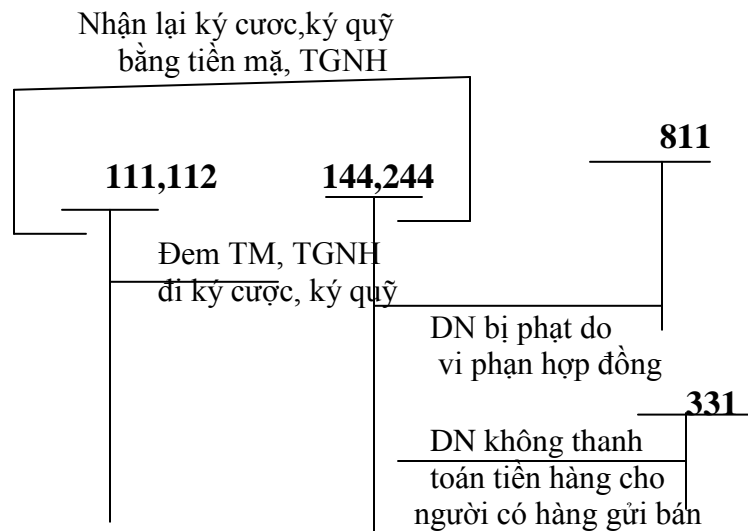 Nhận lại ký cươc,ký quỹ
bằng tiền mặ, TGNH
811
111,112
144,244
Đem TM, TGNH
đi ký cược, ký quỹ
DN bị phạt do
vi phạn hợp đồng
331
DN không thanh
toán tiền hàng cho
người có hàng gửi bán